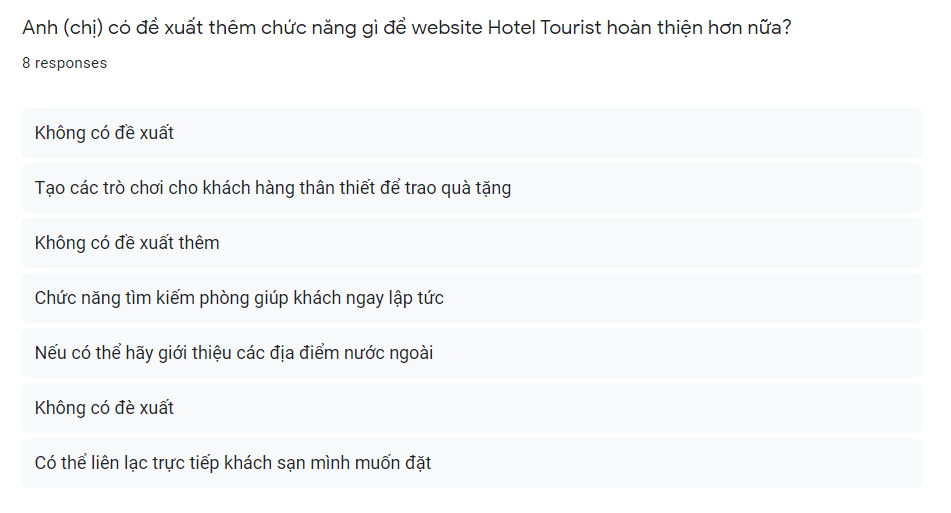 Anh (chị) có đề xuất thêm chức năng gì để website Hotel Tourist hoàn thiện hơn nữa?
8 responses
Không có đề xuất
Tạo các trò chơi cho khách hàng thân thiết để trao quà tặng
Không có đề xuất thêm
Chức năng tìm kiếm phòng giúp khách ngay lập tức
Nếu có thể hãy giới thiệu các địa điểm nước ngoài
Không có đè xuất
Có thể liên lạc trực tiếp khách sạn mình muốn đặt